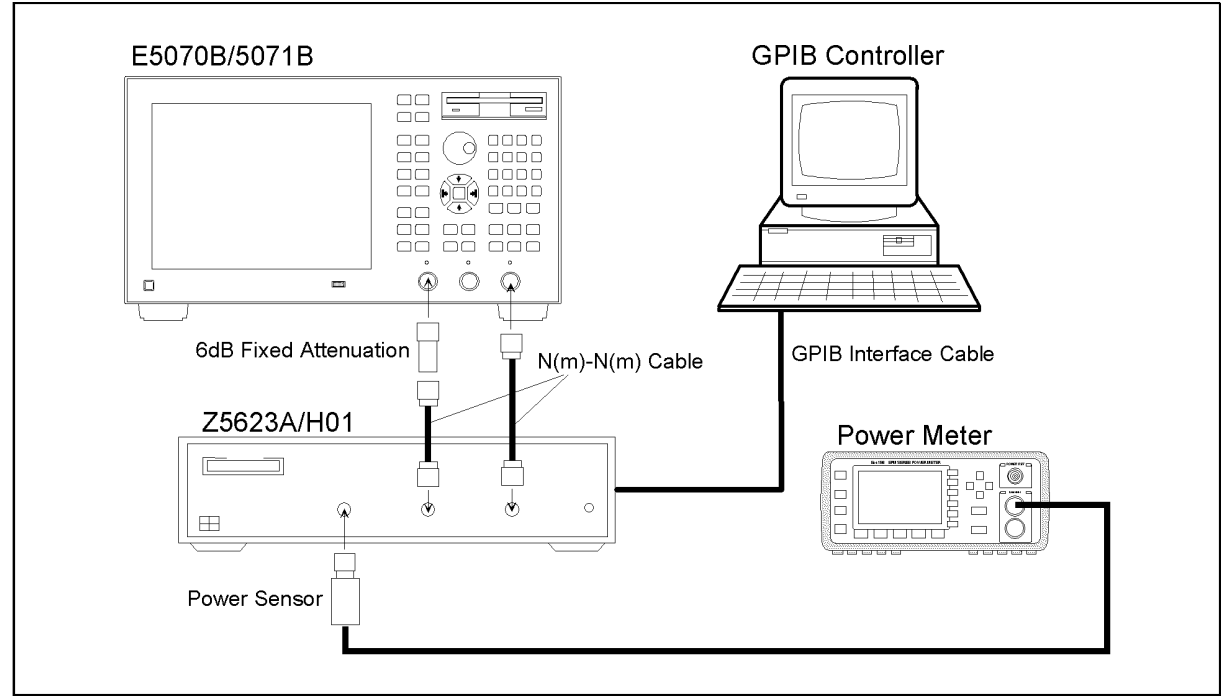 E5070B/5071B
GPIB Controller
6dB Fixed Attenuation
N(m)-N(m) Cable
GPIB Interface Cable
Z5623A/H01
Power Meter
Power Sensor